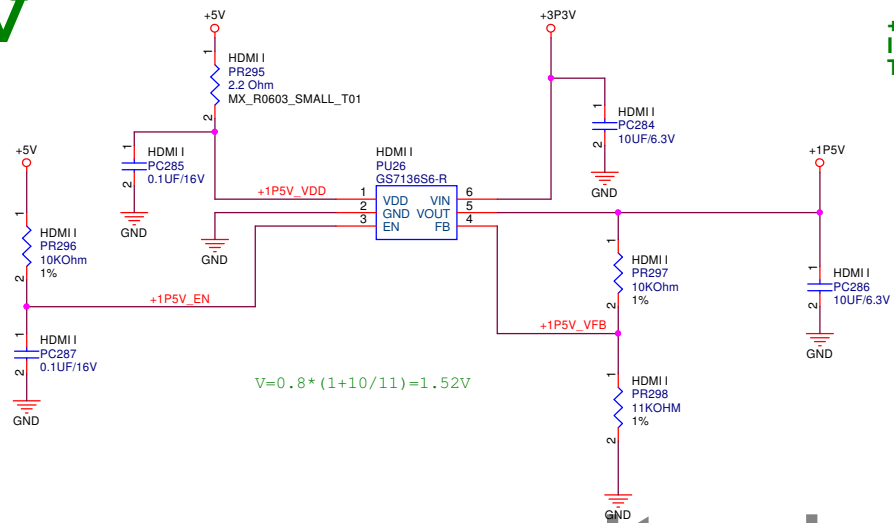 V
+5V
1
HDMI I
PR295
2.2 Ohm
MX_R0603_SMALL_T01
2
+3P3V
1
HDMI I
PC284
10UF/6.3V
2
GND
+5V
1
HDMI I
PC285
0.1UF/16V
2
GND
HDMI I
PU26
GS7136S6-R
+1P5V_VDD
1 VDD VIN 6
2 GND VOUT 5
3 EN FB 4
GND
+1P5V
1
HDMI I
PR296
10KOhm
1%
2
+1P5V_EN
1
HDMI I
PC287
0.1UF/16V
2
GND
1
HDMI I
PR297
10KOhm
1%
2
+1P5V_VFB
1
HDMI I
PC286
10UF/6.3V
2
GND
V=0.8*(1+10/11)=1.52V
1
HDMI I
PR298
11KOHM
1%
2
GND